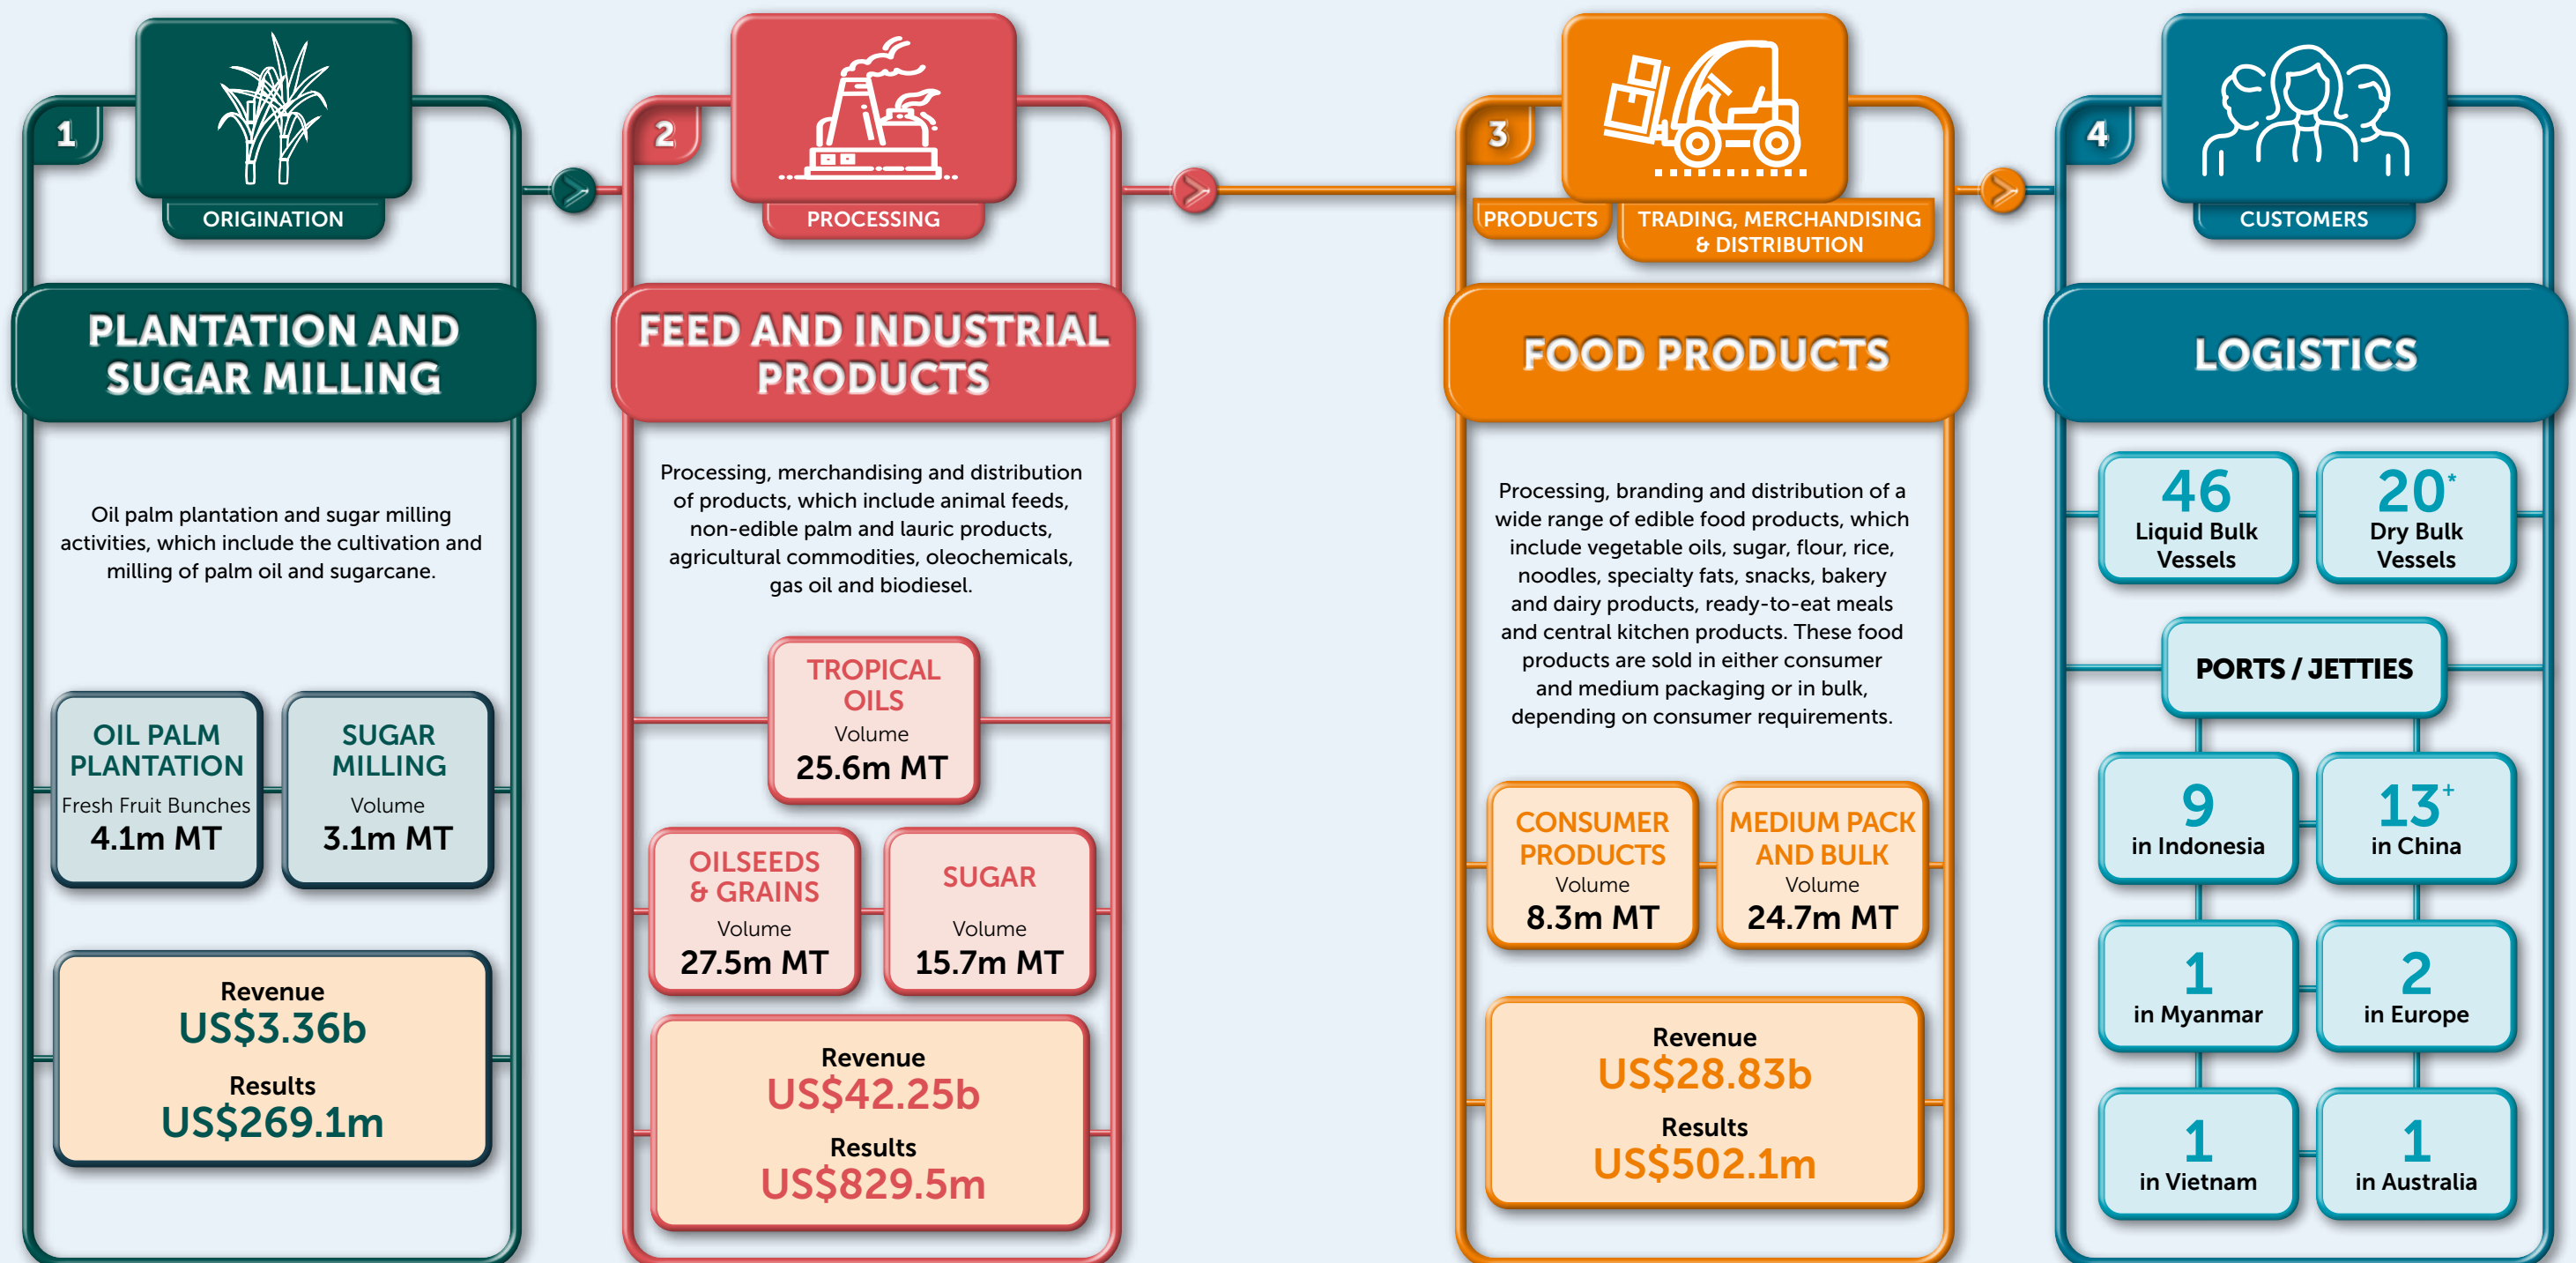 1
ORIGINATION
PLANTATION AND
SUGAR MILLING
Oil palm plantation and sugar milling
activities, which include the cultivation and
milling of palm oil and sugarcane.
OIL PALM
PLANTATION
Fresh Fruit Bunches
4.1m MT
SUGAR
MILLING
Volume
3.1m MT
Revenue
US$3.36b
Results
US$269.1m
2
PROCESSING
FEED AND INDUSTRIAL
PRODUCTS
Processing, merchandising and distribution
of products, which include animal feeds,
non-edible palm and lauric products,
agricultural commodities, oleochemicals,
gas oil and biodiesel.
TROPICAL
OILS
Volume
25.6m MT
OILSEEDS
& GRAINS
Volume
27.5m MT
SUGAR
Volume
15.7m MT
Revenue
US$42.25b
Results
US$829.5m
3
PRODUCTS
TRADING, MERCHANDISING
& DISTRIBUTION
FOOD PRODUCTS
Processing, branding and distribution of a
wide range of edible food products, which
include vegetable oils, sugar, flour, rice,
noodles, specialty fats, snacks, bakery
and dairy products, ready-to-eat meals
and central kitchen products. These food
products are sold in either consumer
and medium packaging or in bulk,
depending on consumer requirements.
CONSUMER
PRODUCTS
Volume
8.3m MT
MEDIUM PACK
AND BULK
Volume
24.7m MT
Revenue
US$28.83b
Results
US$502.1m
4
CUSTOMERS
LOGISTICS
46
Liquid Bulk
Vessels
20*
Dry Bulk
Vessels
PORTS / JETTIES
9
in Indonesia
13+
in China
1
in Myanmar
2
in Europe
1
in Vietnam
1
in Australia